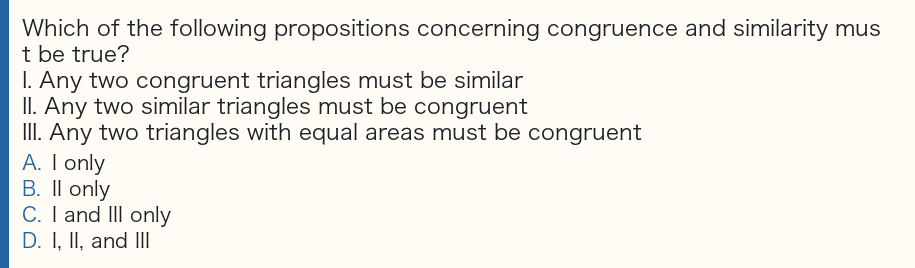 Which of the following propositions concerning congruence and similarity mus
t be true?
I. Any two congruent triangles must be similar
II. Any two similar triangles must be congruent
III. Any two triangles with equal areas must be congruent
A. I only
B. II only
C. I and III only
D. I, II, and III